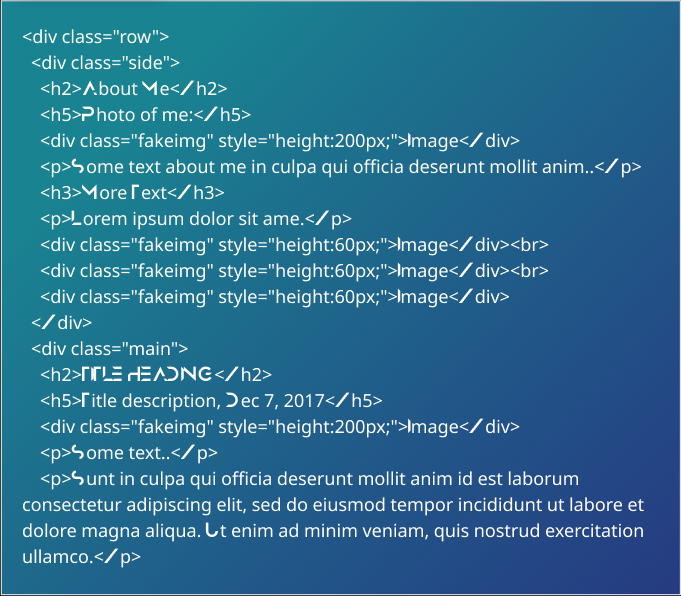 <div class="row">
<div class="side">
<h2>About Me</h2>
<h5>Photo of me:</h5>
<div class="fakeimg" style="height:200px;">Image</div>
<p>Some text about me in culpa qui officia deserunt mollit anim..</p>
<h3>More Text</h3>
<p>Lorem ipsum dolor sit ame.</p>
<div class="fakeimg" style="height:60px;">Image</div><br>
<div class="fakeimg" style="height:60px;">Image</div><br>
<div class="fakeimg" style="height:60px;">Image</div>
</div>
<div class="main">
<h2>TITLE HEADING</h2>
<h5>Title description, Dec 7, 2017</h5>
<div class="fakeimg" style="height:200px;">Image</div>
<p>Some text..</p>
<p>Sunt in culpa qui officia deserunt mollit anim id est laborum
consectetur adipiscing elit, sed do eiusmod tempor incididunt ut labore et
dolore magna aliqua. Ut enim ad minim veniam, quis nostrud exercitation
ullamco.</p>